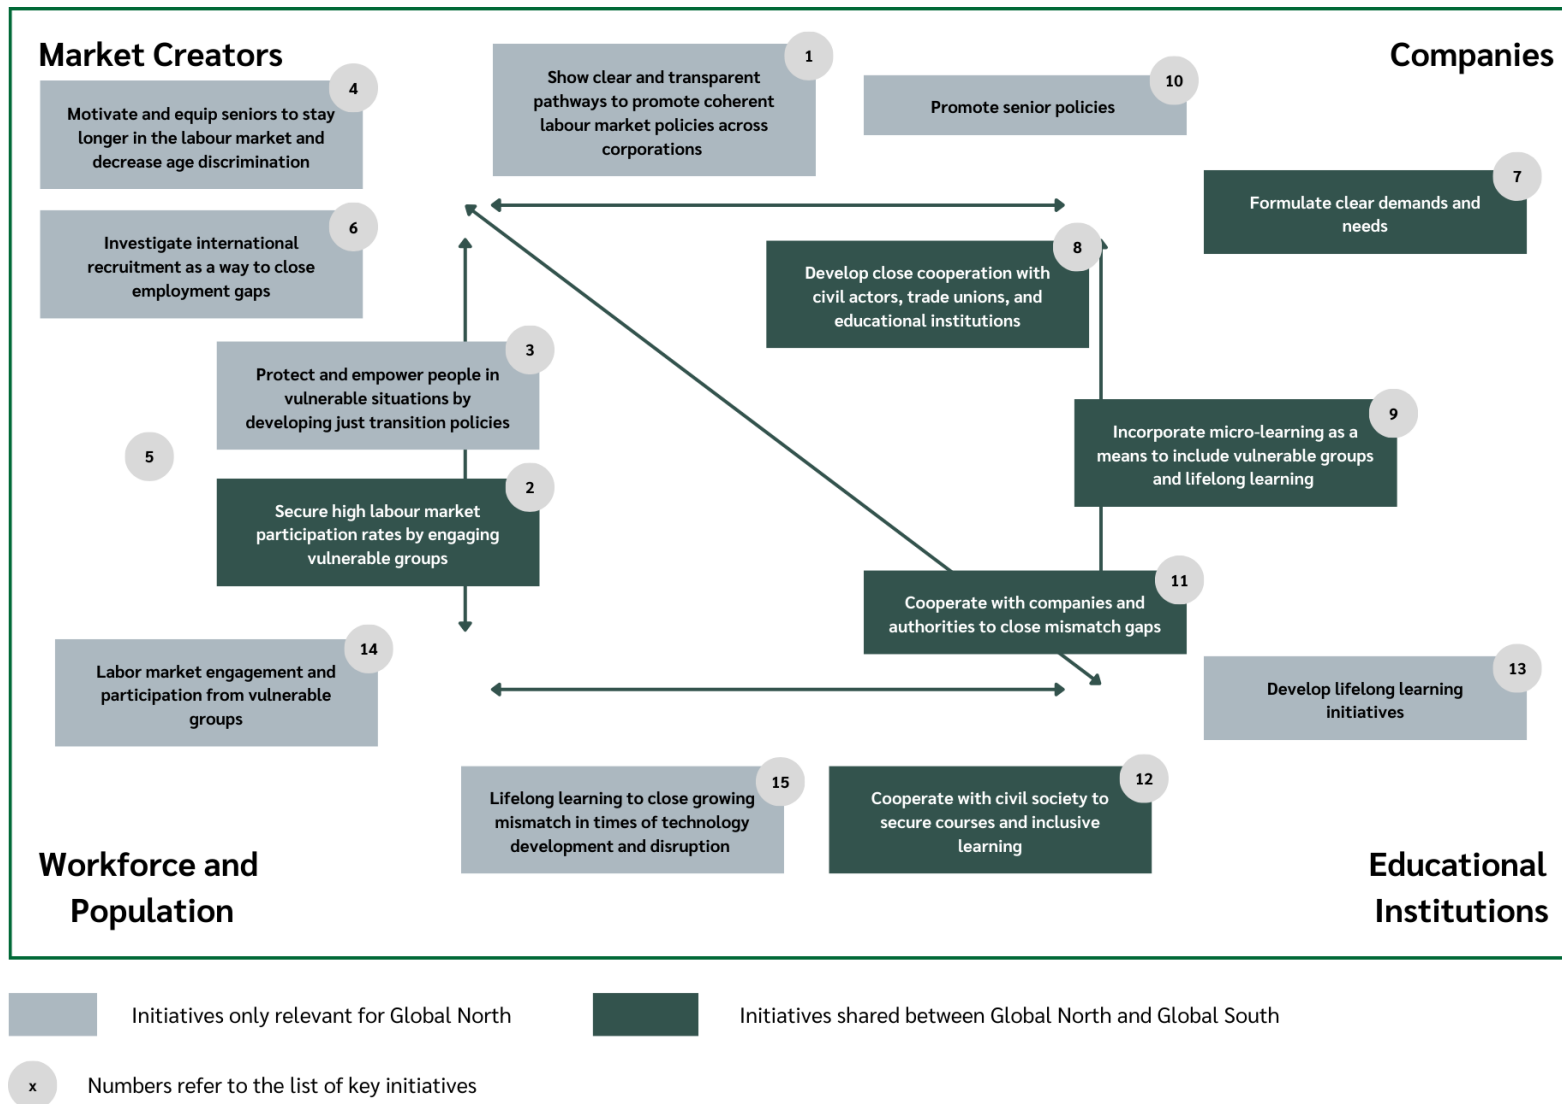 Market Creators
Companies
1
Show clear and transparent
pathways to promote coherent
labour market policies across
corporations
10
Promote senior policies
4
Motivate and equip seniors to stay
longer in the labour market and
decrease age discrimination
7
Formulate clear demands and
needs
6
Investigate international
recruitment as a way to close
employment gaps
8
Develop close cooperation with
civil actors, trade unions, and
educational institutions
3
Protect and empower people in
vulnerable situations by
developing just transition policies
9
Incorporate micro-learning as a
means to include vulnerable groups
and lifelong learning
5
2
Secure high labour market
participation rates by engaging
vulnerable groups
11
Cooperate with companies and
authorities to close mismatch gaps
14
Labor market engagement and
participation from vulnerable
groups
13
Develop lifelong learning
initiatives
15
Lifelong learning to close growing
mismatch in times of technology
development and disruption
12
Cooperate with civil society to
secure courses and inclusive
learning
Workforce and
Population
Educational
Institutions
Initiatives only relevant for Global North
Initiatives shared between Global North and Global South
x
Numbers refer to the list of key initiatives